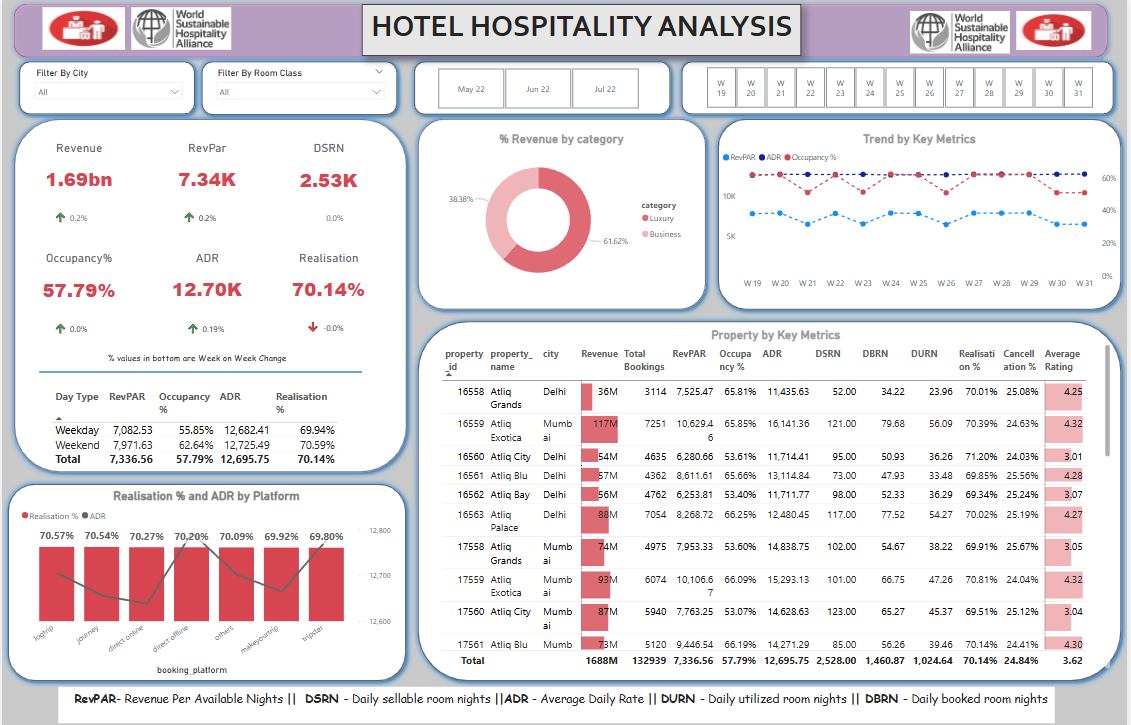 World
Sustainable
Hospitality
Alliance
HOTEL HOSPITALITY ANALYSIS
World
Sustainable
Hospitality
Alliance
Filter By City
All
Filter By Room Class
All
May 22 Jun 22 Jul 22
W 19 W 20 W 21 W 22 W 23 W 24 W 25 W 26 W 27 W 28 W 29 W 30 W 31
Revenue RevPar DSRN
1.69bn 7.34K 2.53K
0.2% 0.2% 0.0%
Occupancy% ADR Realisation
57.79% 12.70K 70.14%
0.0% 0.19% -0.0%
% values in bottom are Week on Week Change
Day Type RevPAR Occupancy % ADR Realisation %
Weekday 7,082.53 55.85% 12,682.41 69.94%
Weekend 7,971.63 62.64% 12,725.49 70.59%
Total 7,336.56 57.79% 12,695.75 70.14%
% Revenue by category
38.38%
61.62%
category
Luxury
Business
Trend by Key Metrics
RevPAR ADR Occupancy %
10K
5K
60%
40%
20%
0%
W 19 W 20 W 21 W 22 W 23 W 24 W 25 W 26 W 27 W 28 W 29 W 30 W 31
Realisation % and ADR by Platform
Realisation % ADR
70.57% 70.54% 70.27% 70.20% 70.09% 69.92% 69.80%
12,800
12,700
12,600
logtrip journey direct online direct offline others makeyourtrip tripster
booking_platform
Property by Key Metrics
property_id property_name city Revenue Total Bookings RevPAR Occupancy % ADR DSRN DBRN DURN Realisation % Cancellation % Average Rating
16558 Atliq Grands Delhi 36M 3114 7,525.47 65.81% 11,435.63 52.00 34.22 23.96 70.01% 25.08% 4.25
16559 Atliq Exotica Mumbai 117M 7251 10,629.46 65.85% 16,141.36 121.00 79.68 56.09 70.39% 24.63% 4.32
16560 Atliq City Delhi 54M 4635 6,280.66 53.61% 11,714.41 95.00 50.93 36.26 71.20% 24.03% 3.01
16561 Atliq Blu Delhi 57M 4362 8,611.61 65.66% 13,114.84 73.00 47.93 33.48 69.85% 25.56% 4.28
16562 Atliq Bay Delhi 56M 4762 6,253.81 53.40% 11,711.77 98.00 52.33 36.29 69.34% 25.24% 3.07
16563 Atliq Palace Delhi 88M 7054 8,268.72 66.25% 12,480.45 117.00 77.52 54.27 70.02% 25.19% 4.27
17558 Atliq Grands Mumbai 74M 4975 7,953.33 53.60% 14,838.75 102.00 54.67 38.22 69.91% 25.67% 3.05
17559 Atliq Exotica Mumbai 93M 6074 10,106.67 66.09% 15,293.13 101.00 66.75 47.26 70.81% 24.04% 4.32
17560 Atliq City Mumbai 87M 5940 7,763.25 53.07% 14,628.63 123.00 65.27 45.37 69.51% 25.12% 3.04
17561 Atliq Blu Mumb 73M 5120 9,446.54 66.19% 14,271.29 85.00 56.26 39.46 70.14% 24.41% 4.30
Total 1688M 132939 7,336.56 57.79% 12,695.75 2,528.00 1,460.87 1,024.64 70.14% 24.84% 3.62
RevPAR- Revenue Per Available Nights || DSRN - Daily sellable room nights ||ADR - Average Daily Rate || DURN - Daily utilized room nights || DBRN - Daily booked room nights